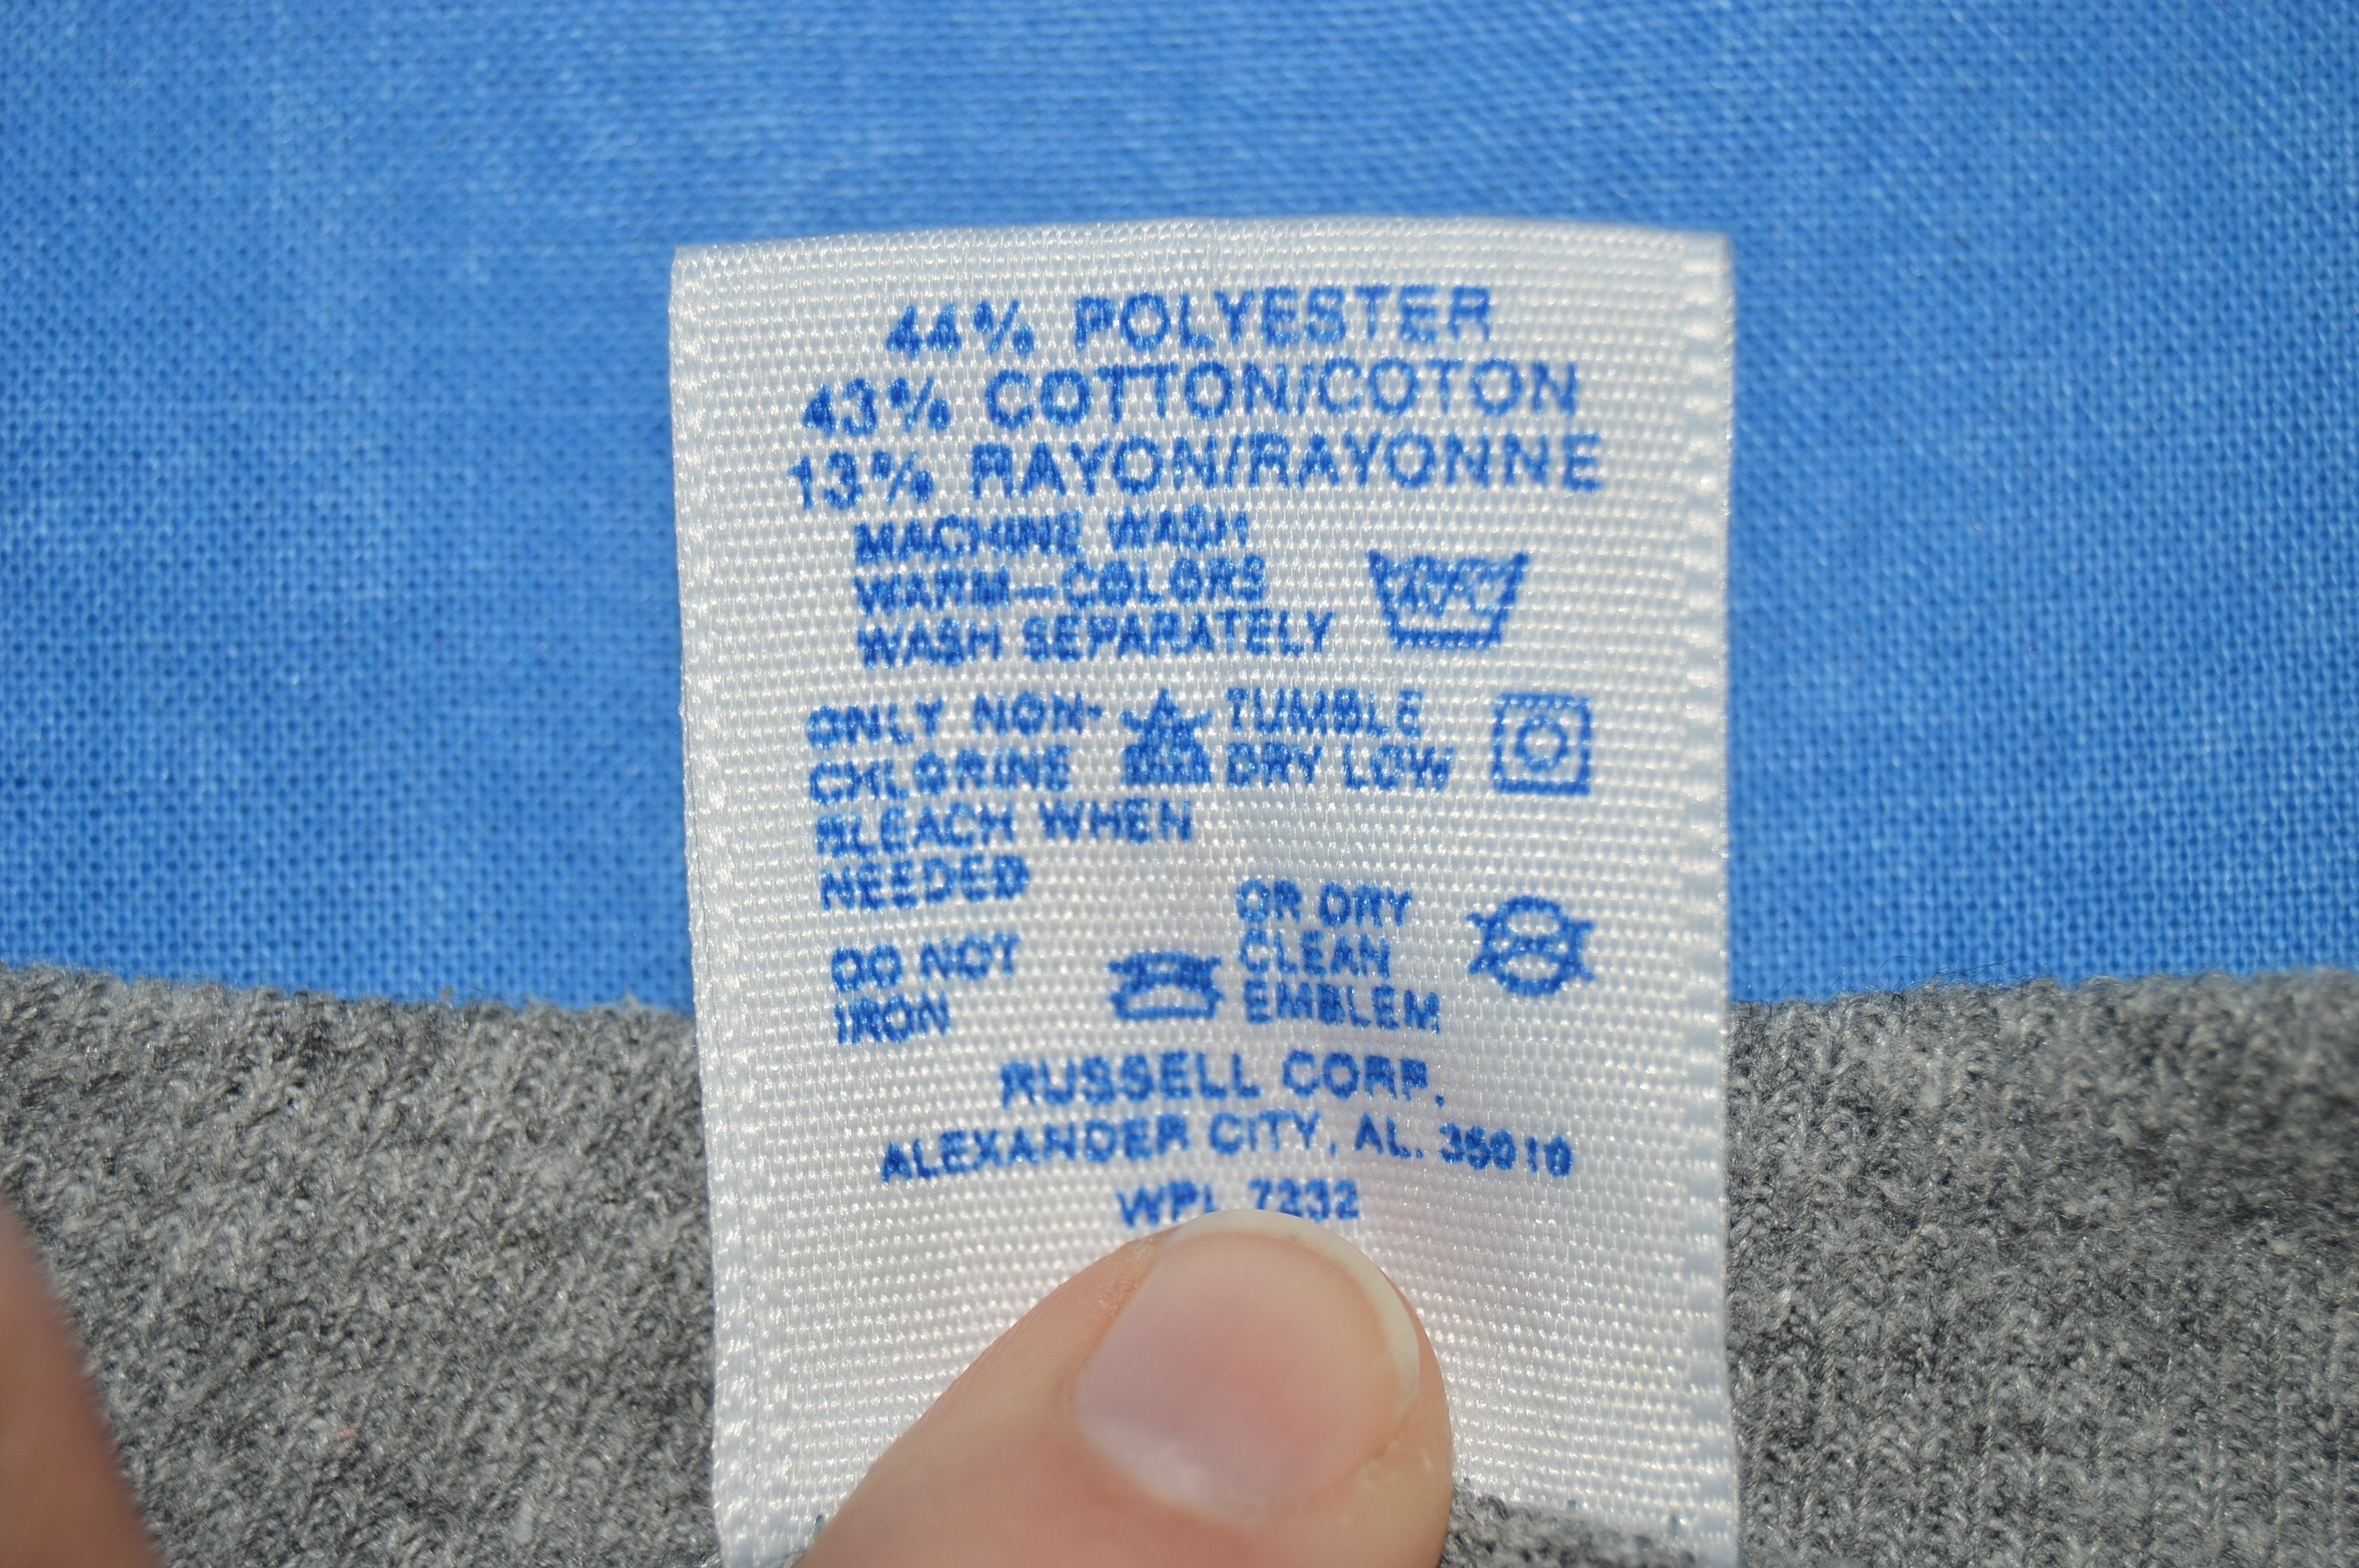 44% POLYESTER
43% COTTON/COTON
13% RAYON/RAYONNE
MACHINE WASH
WARM-COLORS
WASH SEPARATELY
ONLY NON-
CHLORINE
BLEACH WHEN
NEEDED
TUMBLE
DRY LOW
DO NOT
IRON
OR DRY
CLEAN
EMBLEM
RUSSELL CORP.
ALEXANDER CITY, AL. 35010
WPL 7232